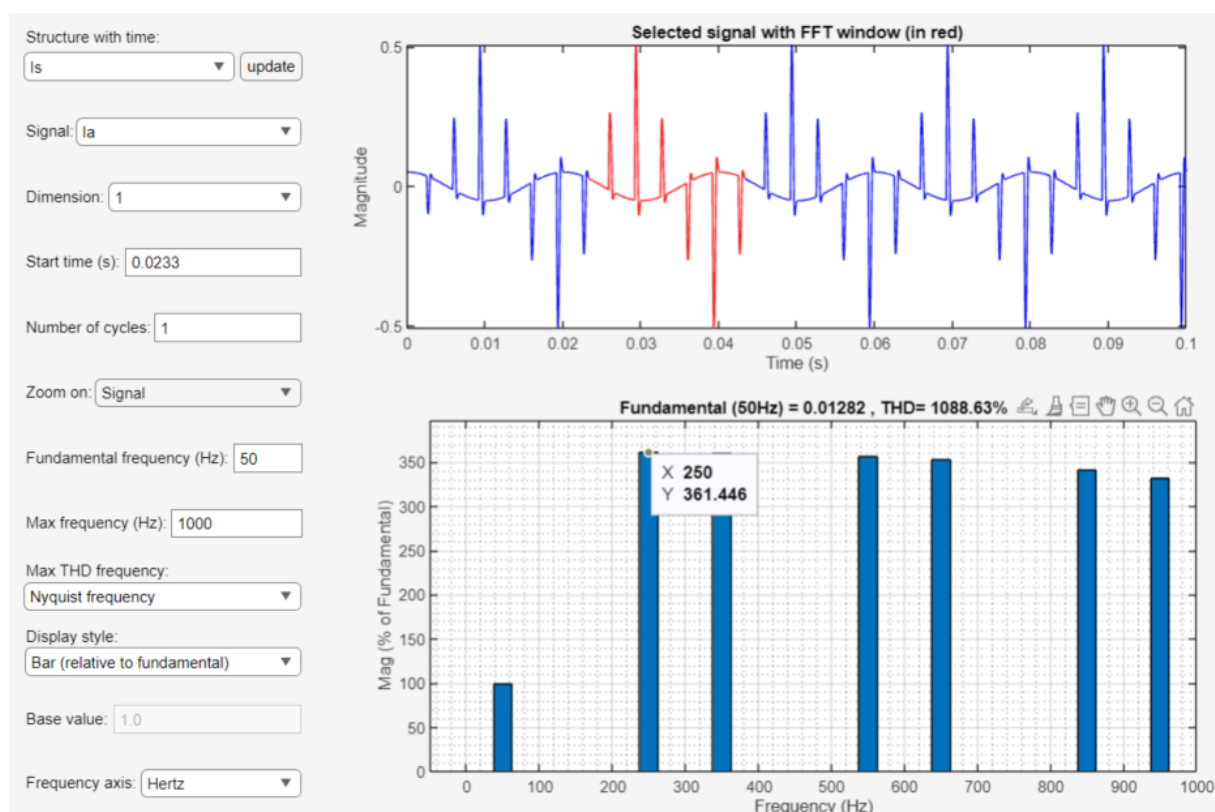 Structure with time:
Is
update
Signal: Ia
Dimension: 1
Start time (s): 0.0233
Number of cycles: 1
Zoom on: Signal
Fundamental frequency (Hz): 50
Max frequency (Hz): 1000
Max THD frequency:
Nyquist frequency
Display style:
Bar (relative to fundamental)
Base value: 1.0
Frequency axis: Hertz
Selected signal with FFT window (in red)
Magnitude
0.5
0
-0.5
0 0.01 0.02 0.03 0.04 0.05 0.06 0.07 0.08 0.09 0.1
Time (s)
Fundamental (50Hz) = 0.01282 , THD= 1088.63%
Mag (% of Fundamental)
350
300
250
200
150
100
50
0
X 250
Y 361.446
0 100 200 300 400 500 600 700 800 900 1000
Frequency (Hz)